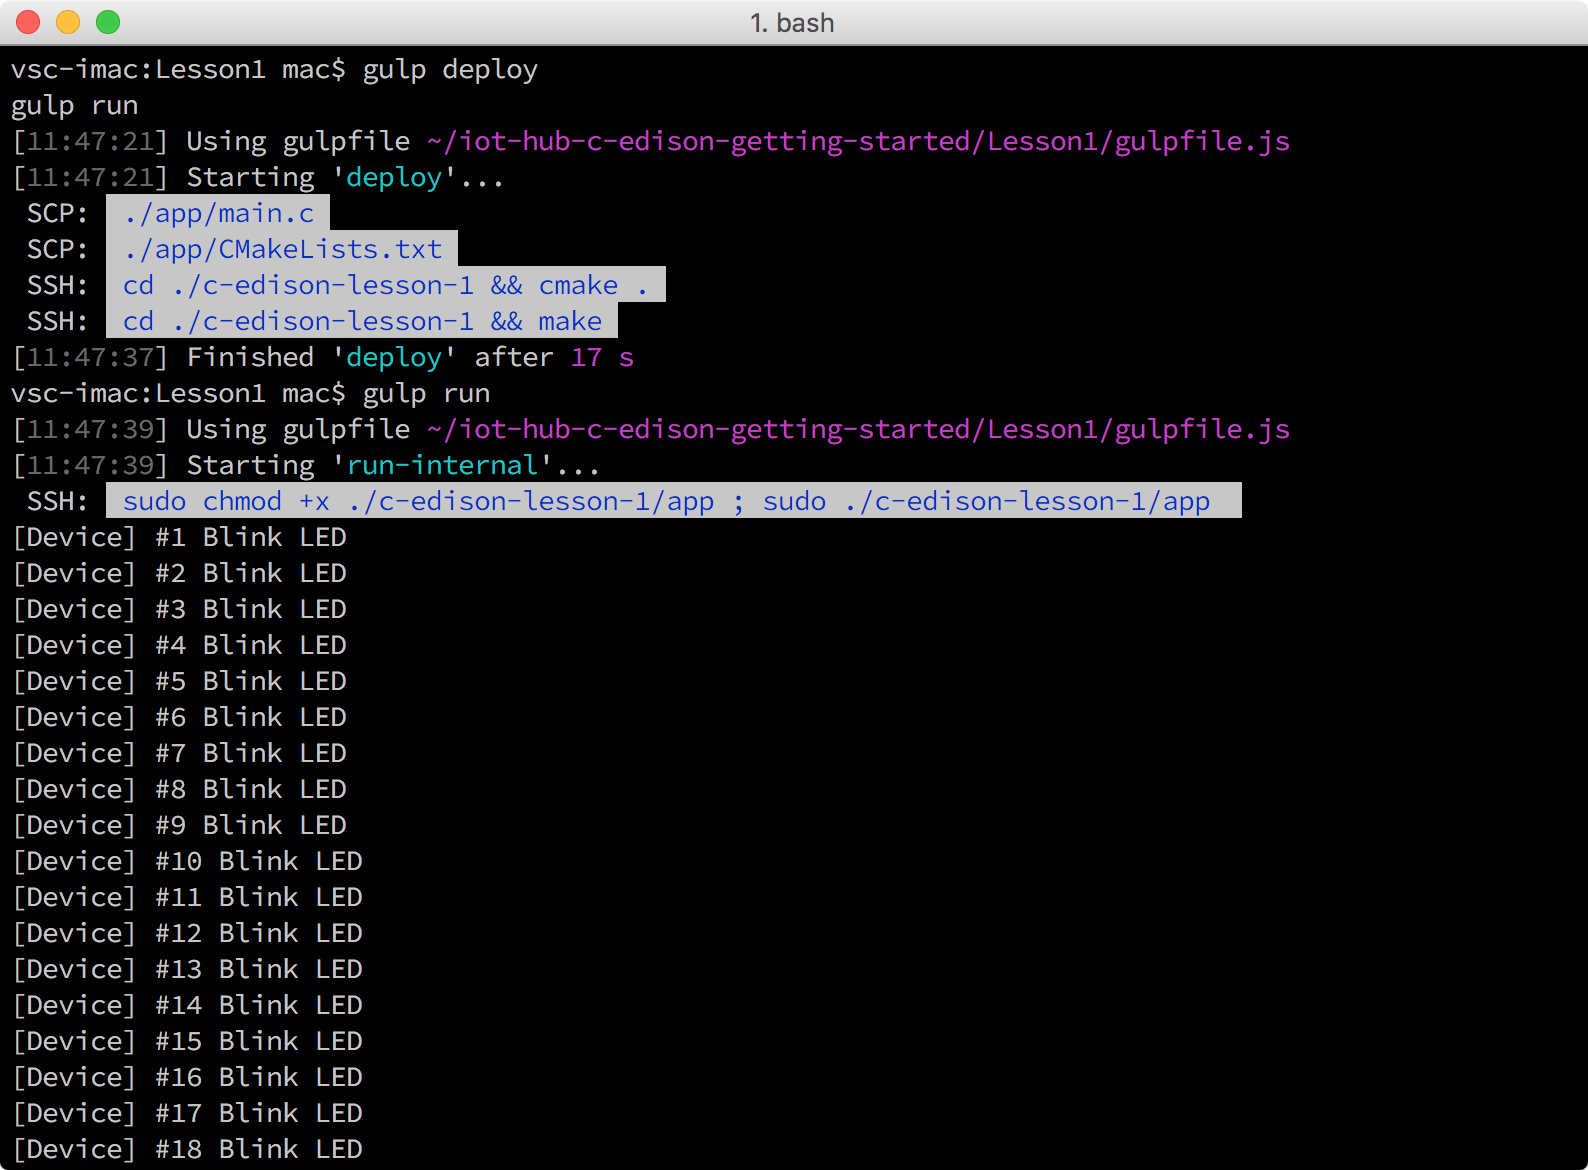 1. bash
vsc-imac:Lesson1 mac$ gulp deploy
gulp run
[11:47:21] Using gulpfile ~/iot-hub-c-edison-getting-started/Lesson1/gulpfile.js
[11:47:21] Starting 'deploy'...
SCP: ./app/main.c
SCP: ./app/CMakeLists.txt
SSH: cd ./c-edison-lesson-1 && cmake .
SSH: cd ./c-edison-lesson-1 && make
[11:47:37] Finished 'deploy' after 17 s
vsc-imac:Lesson1 mac$ gulp run
[11:47:39] Using gulpfile ~/iot-hub-c-edison-getting-started/Lesson1/gulpfile.js
[11:47:39] Starting 'run-internal'...
SSH: sudo chmod +x ./c-edison-lesson-1/app ; sudo ./c-edison-lesson-1/app
[Device] #1 Blink LED
[Device] #2 Blink LED
[Device] #3 Blink LED
[Device] #4 Blink LED
[Device] #5 Blink LED
[Device] #6 Blink LED
[Device] #7 Blink LED
[Device] #8 Blink LED
[Device] #9 Blink LED
[Device] #10 Blink LED
[Device] #11 Blink LED
[Device] #12 Blink LED
[Device] #13 Blink LED
[Device] #14 Blink LED
[Device] #15 Blink LED
[Device] #16 Blink LED
[Device] #17 Blink LED
[Device] #18 Blink LED